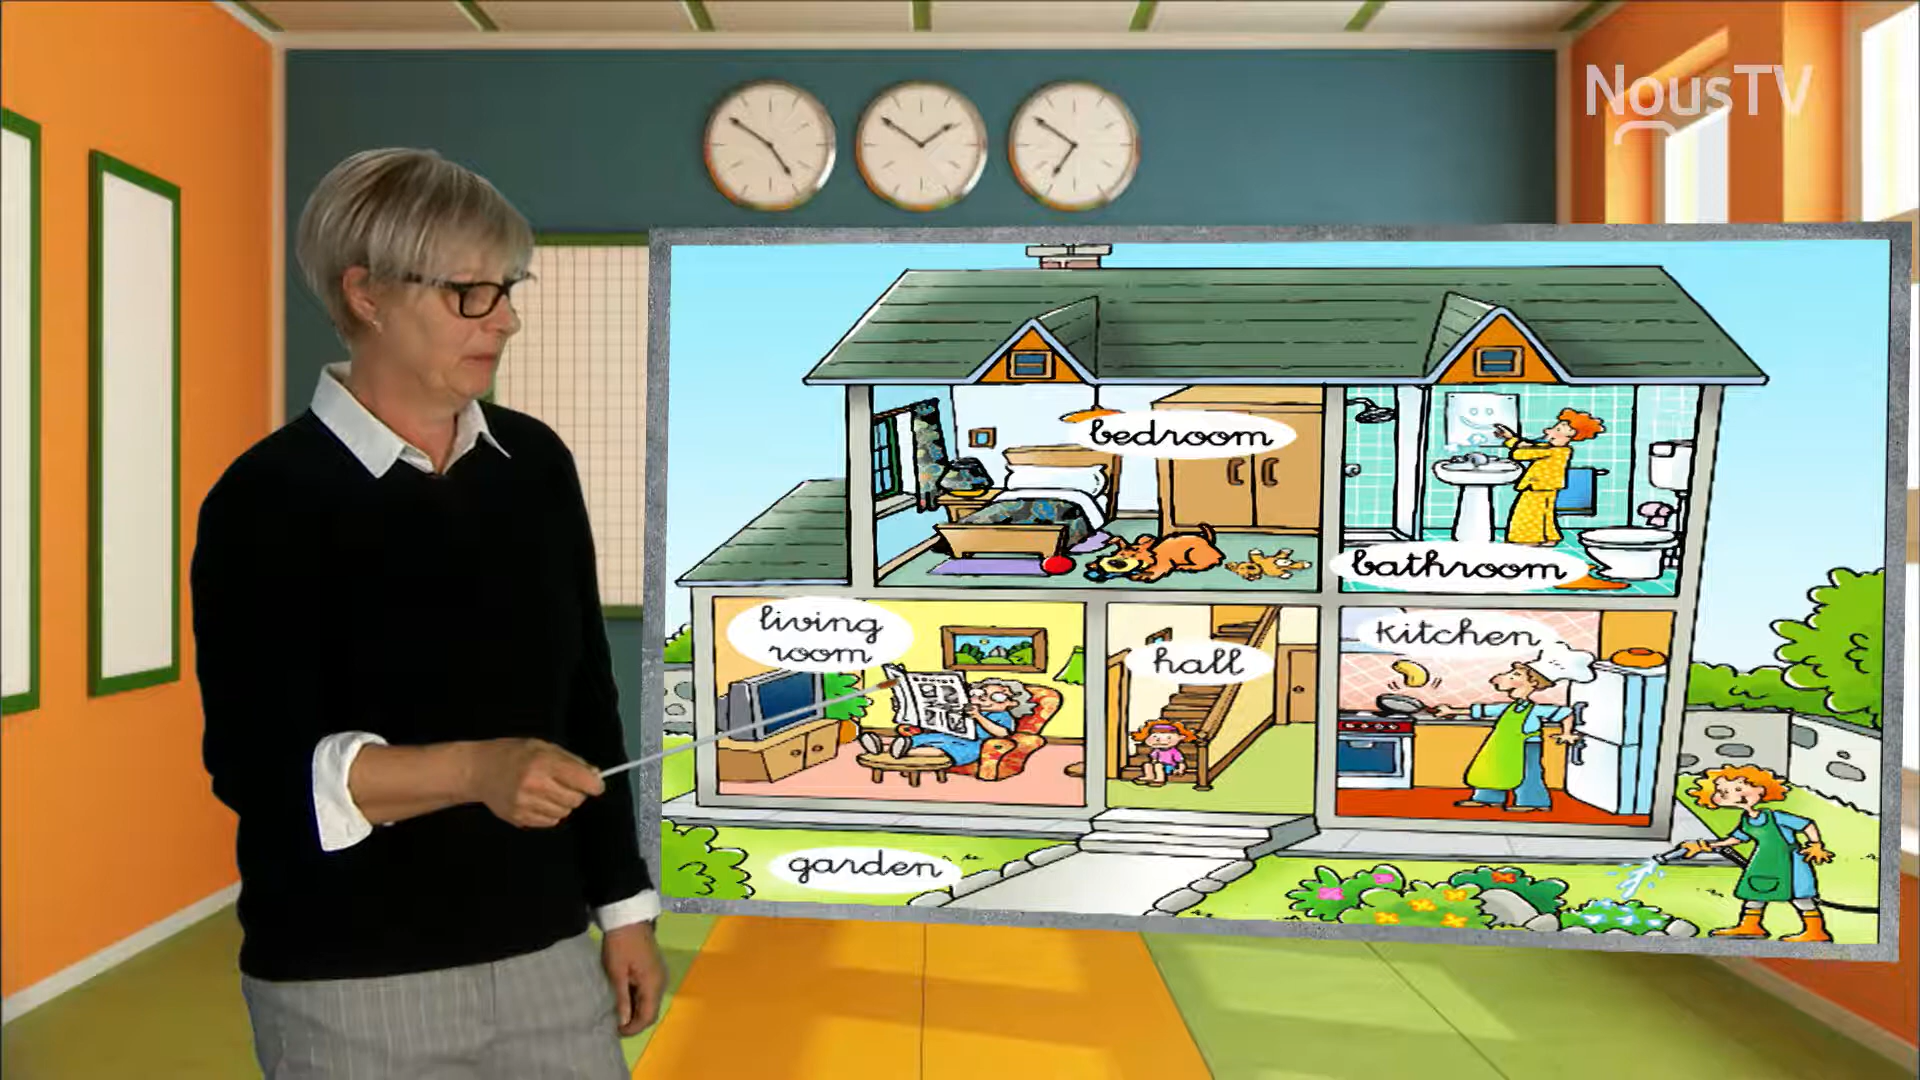 NousTV
bedroom
bathroom
living
room
hall
kitchen
garden